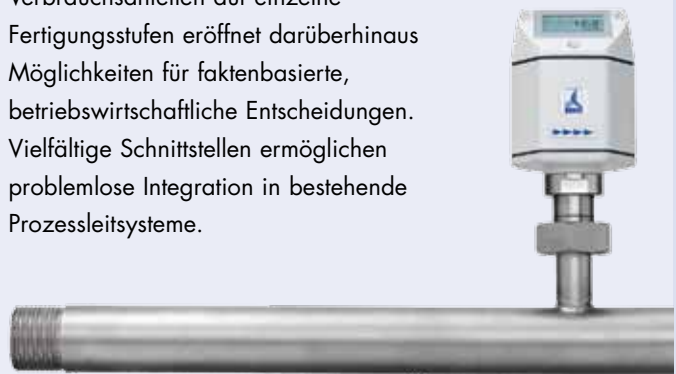 Verbrauchsanteilen auf einzelne
Fertigungsstufen eröffnet darüberhinaus
Möglichkeiten für faktenbasierte,
betriebswirtschaftliche Entscheidungen.
Vielfältige Schnittstellen ermöglichen
problemlose Integration in bestehende
Prozessleitsysteme.